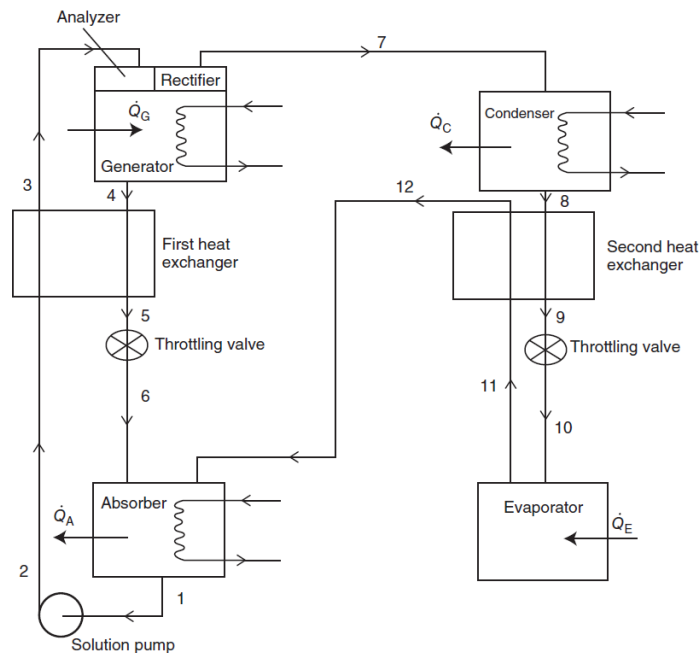 Analyzer
7
Rectifier
Q̇G
Condenser
Q̇C
Generator
3
4
12
8
First heat
exchanger
Second heat
exchanger
5
9
Throttling valve
Throttling valve
11
6
10
Absorber
Evaporator
Q̇A
Q̇E
2
1
Solution pump